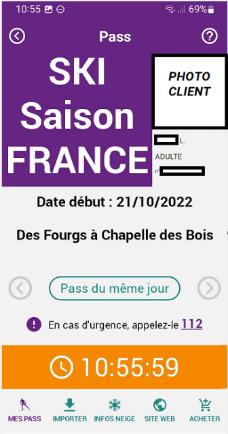 10:55
69%
Pass
SKI
Saison
FRANCE
PHOTO
CLIENT
L.
ADULTE
n°
Date début : 21/10/2022
Des Fourgs à Chapelle des Bois
Pass du même jour
En cas d'urgence, appelez-le 112
10:55:59
MES PASS
IMPORTER
INFOS NEIGE
SITE WEB
ACHETER